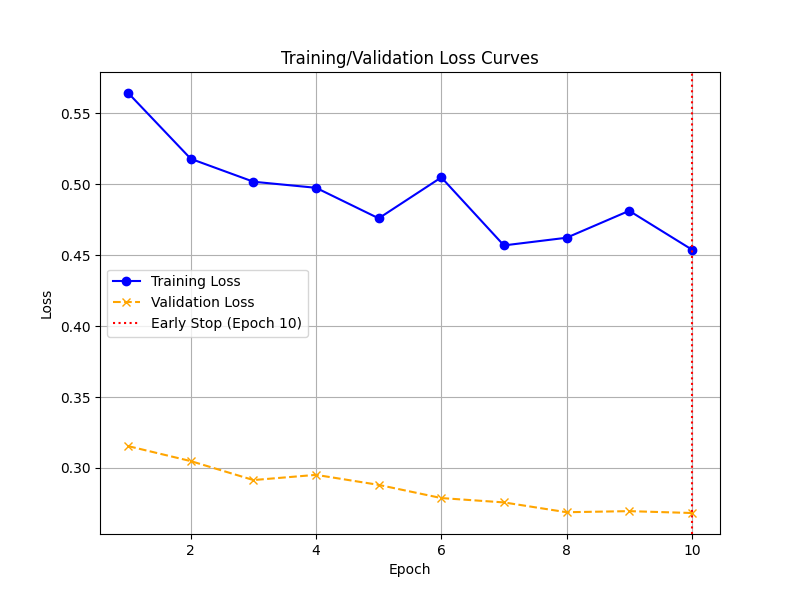 Training/Validation Loss Curves
Loss
0.55
0.50
0.45
0.40
0.35
0.30
Training Loss
Validation Loss
Early Stop (Epoch 10)
2 4 6 8 10
Epoch